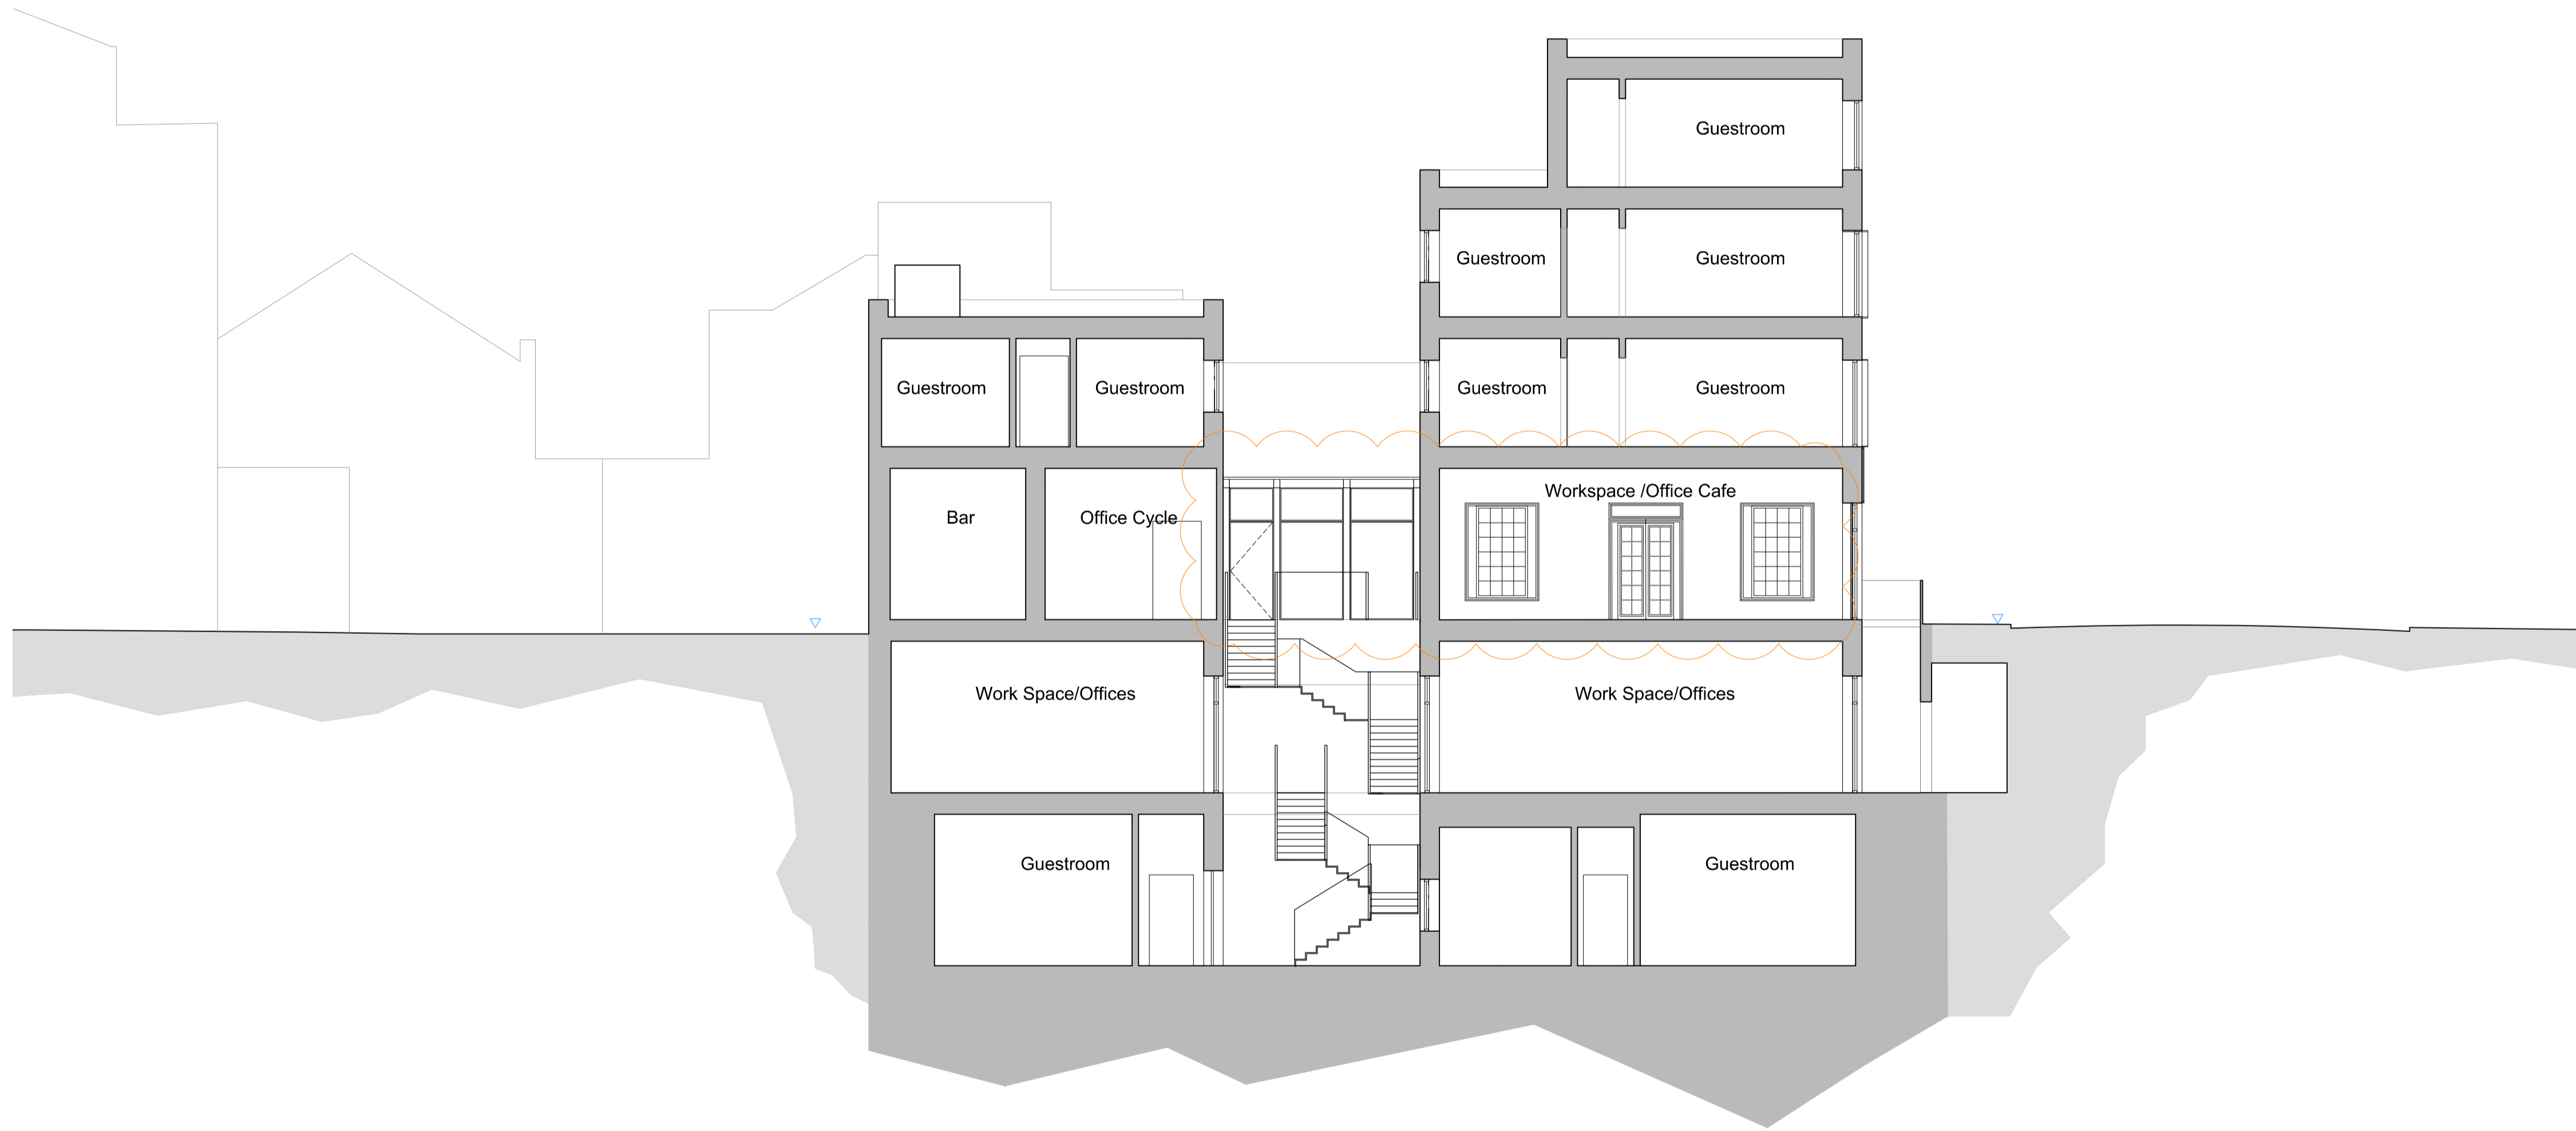 Guestroom
Guestroom
Guestroom
Guestroom
Guestroom
Guestroom
Guestroom
Workspace /Office Cafe
Bar
Office Cycle
Work Space/Offices
Work Space/Offices
Guestroom
Guestroom